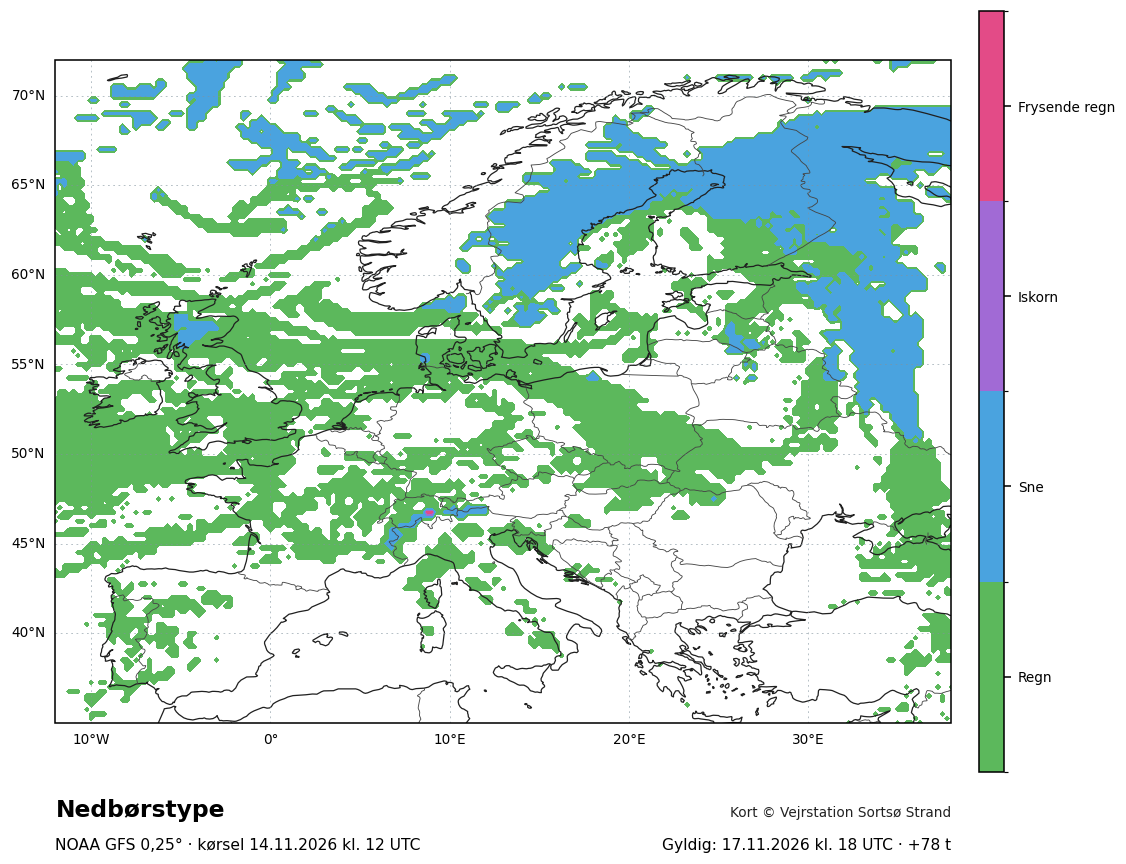 70°N
65°N
60°N
55°N
50°N
45°N
40°N
10°W
0°
10°E
20°E
30°E
Frysende regn
Iskorn
Sne
Regn
Nedbørstype
Kort © Vejrstation Sortsø Strand
NOAA GFS 0,25° · kørsel 14.11.2026 kl. 12 UTC
Gyldig: 17.11.2026 kl. 18 UTC · +78 t